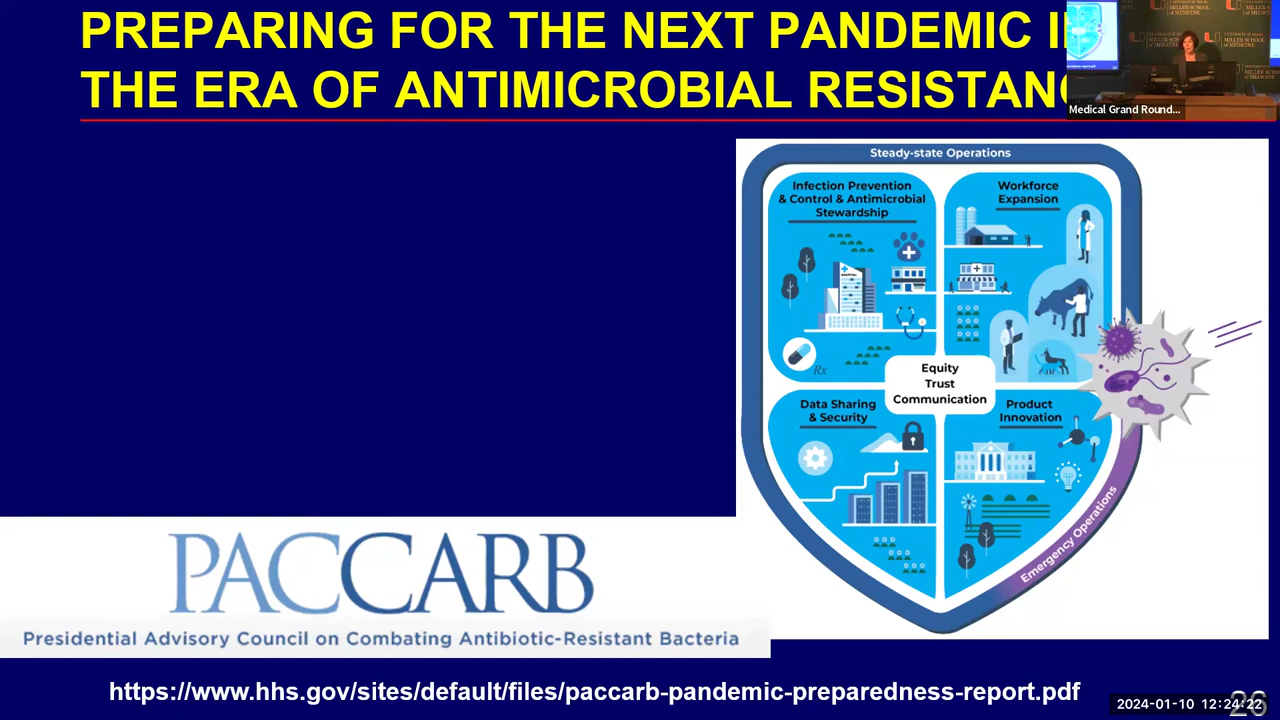 PREPARING FOR THE NEXT PANDEMIC
THE ERA OF ANTIMICROBIAL
Medical Grand Round...
Steady-state Operations
Infection Prevention
& Control & Antimicrobial
Stewardship
Workforce
Expansion
HOSPITAL
Rx
Equity
Trust
Communication
Data Sharing
& Security
Product
Innovation
Emergency Operations
PACCARB
Presidential Advisory Council on Combating Antibiotic-Resistant Bacteria
https://www.hhs.gov/sites/default/files/paccarb-pandemic-preparedness-report.pdf
26
2024-01-10 12:24:22